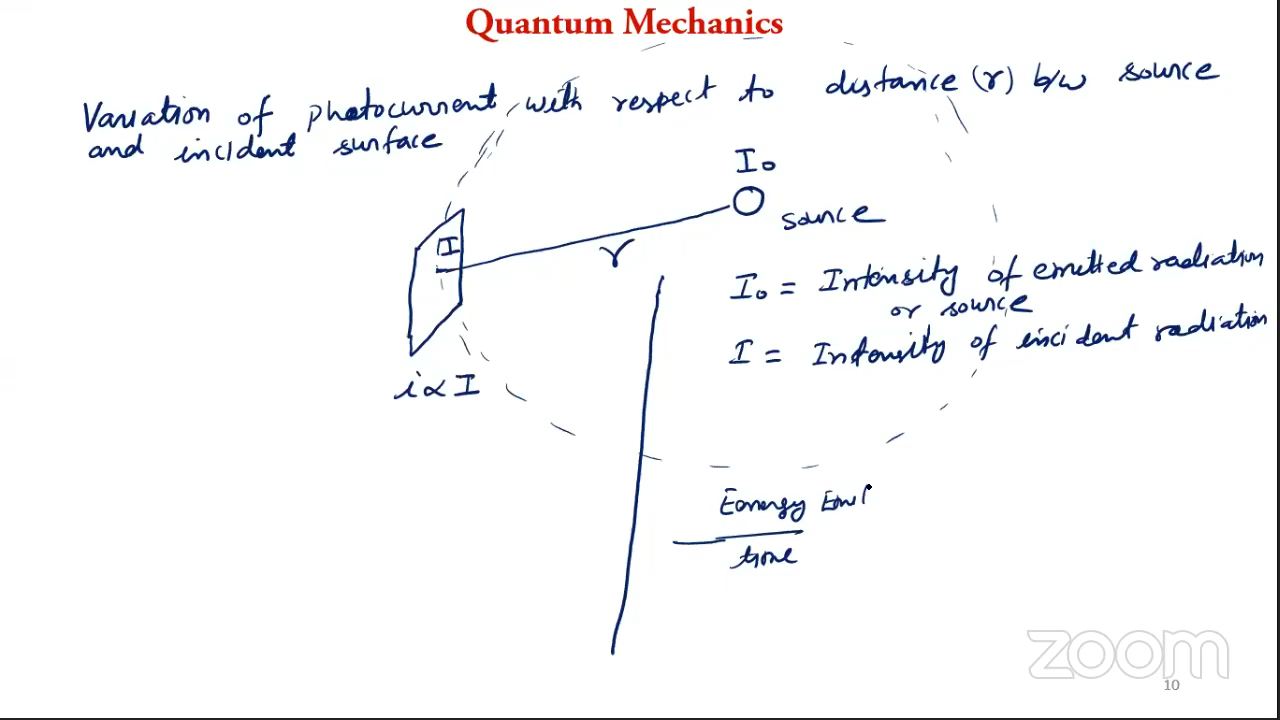 Quantum Mechanics
Variation of photocurrent with respect to distance (r) b/w source
and incident surface
I₀
source
I
r
I₀ = Intensity of emitted radiation
or source
I = Intensity of incident radiation
i ∝ I
Energy Emi
time
zoom
10